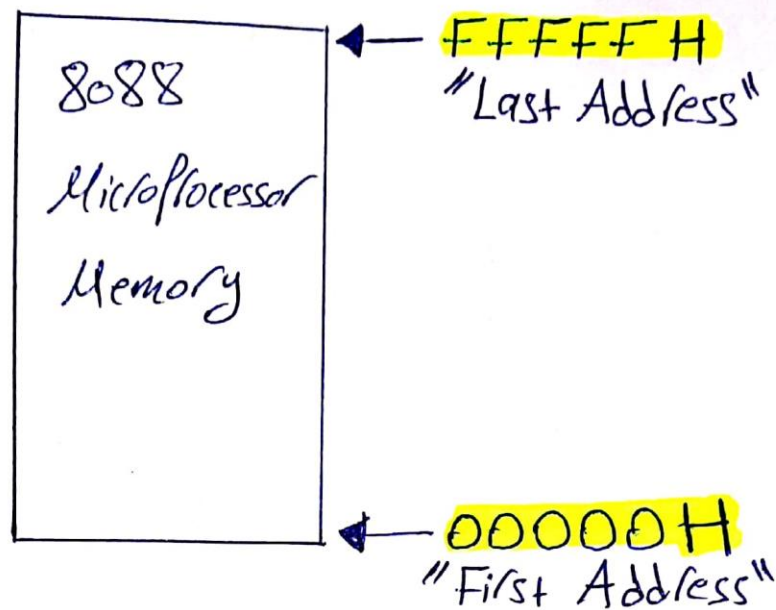 8088
Microprocessor
Memory
FFFFFH
"Last Address"
00000H
"First Address"